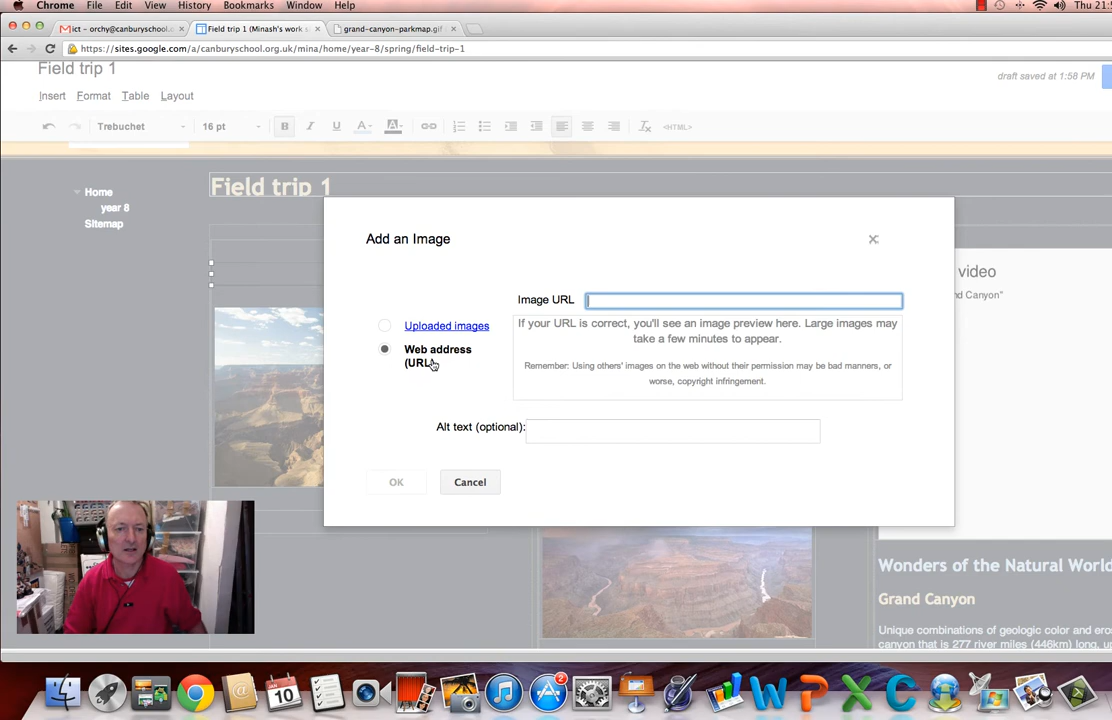 Chrome File Edit View History Bookmarks Window Help
Thu 21:5
ict - orchy@canburyschool.
Field trip 1 (Minash's work s
grand-canyon-parkmap.gif
https://sites.google.com/a/canburyschool.org.uk/mina/home/year-8/spring/field-trip-1
Field trip 1
draft saved at 1:58 PM
Insert Format Table Layout
Trebuchet 16 pt B I U A A <HTML>
Home
year 8
Sitemap
Field trip 1
Add an Image
Image URL
Uploaded images
Web address
(URL)
If your URL is correct, you'll see an image preview here. Large images may
take a few minutes to appear.
Remember: Using others' images on the web without their permission may be bad manners, or
worse, copyright infringement.
Alt text (optional):
OK Cancel
video
nd Canyon"
Wonders of the Natural World
Grand Canyon
Unique combinations of geologic color and eros
canyon that is 277 river miles (446km) long, up
JAN
10
2